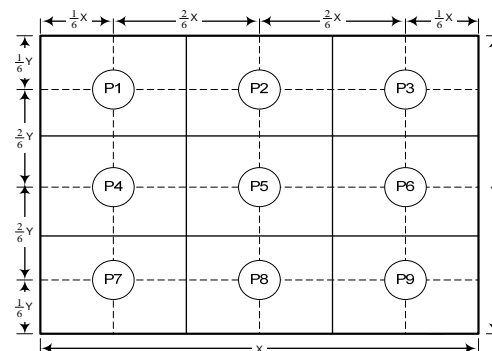 1/6 X 2/6 X 2/6 X 1/6 X
1/6 Y
P1 P2 P3
2/6 Y
P4 P5 P6
2/6 Y
P7 P8 P9
1/6 Y
X